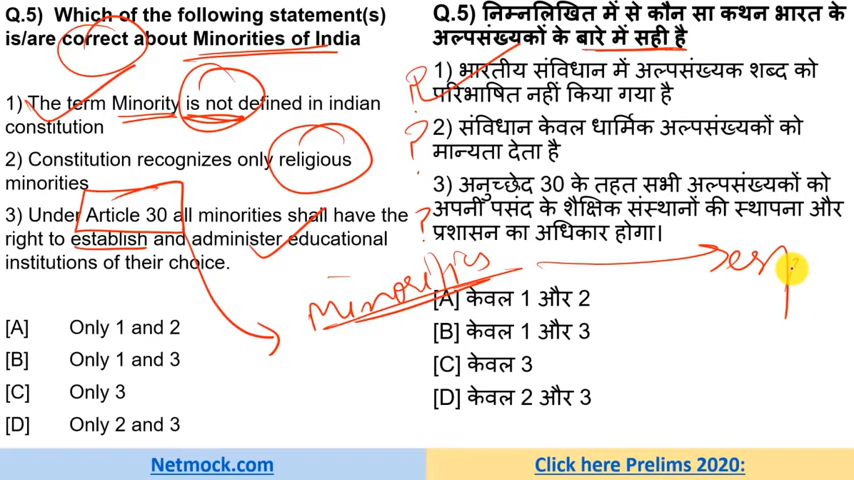 Q.5) Which of the following statement(s)
is/are correct about Minorities of India
1) The term Minority is not defined in indian
constitution
2) Constitution recognizes only religious
minorities
3) Under Article 30 all minorities shall have the
right to establish and administer educational
institutions of their choice.
[A] Only 1 and 2
[B] Only 1 and 3
[C] Only 3
[D] Only 2 and 3
Q.5) निम्नलिखित में से कौन सा कथन भारत के
अल्पसंख्यकों के बारे में सही है
1) भारतीय संविधान में अल्पसंख्यक शब्द को
परिभाषित नहीं किया गया है
2) संविधान केवल धार्मिक अल्पसंख्यकों को
मान्यता देता है
3) अनुच्छेद 30 के तहत सभी अल्पसंख्यकों को
अपनी पसंद के शैक्षिक संस्थानों की स्थापना और
प्रशासन का अधिकार होगा।
Minorities
[A] केवल 1 और 2
[B] केवल 1 और 3
[C] केवल 3
[D] केवल 2 और 3
Netmock.com
Click here Prelims 2020: